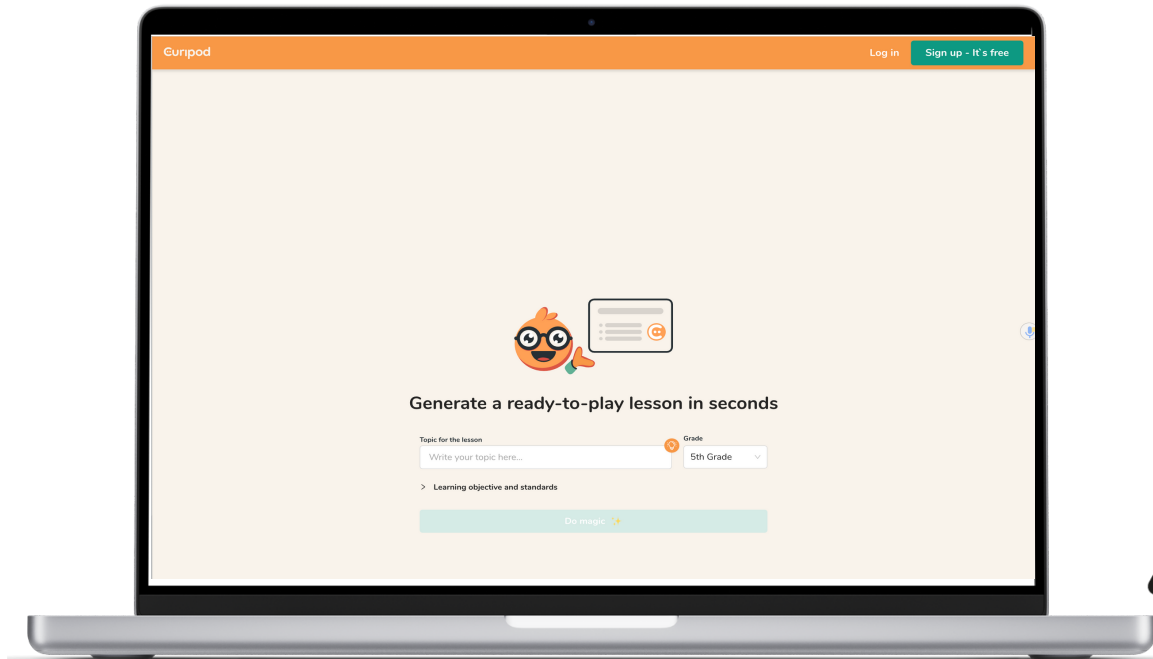 Curipod
Log in
Sign up - It`s free
Generate a ready-to-play lesson in seconds
Topic for the lesson
Grade
Write your topic here...
5th Grade
> Learning objective and standards
Do magic ✨